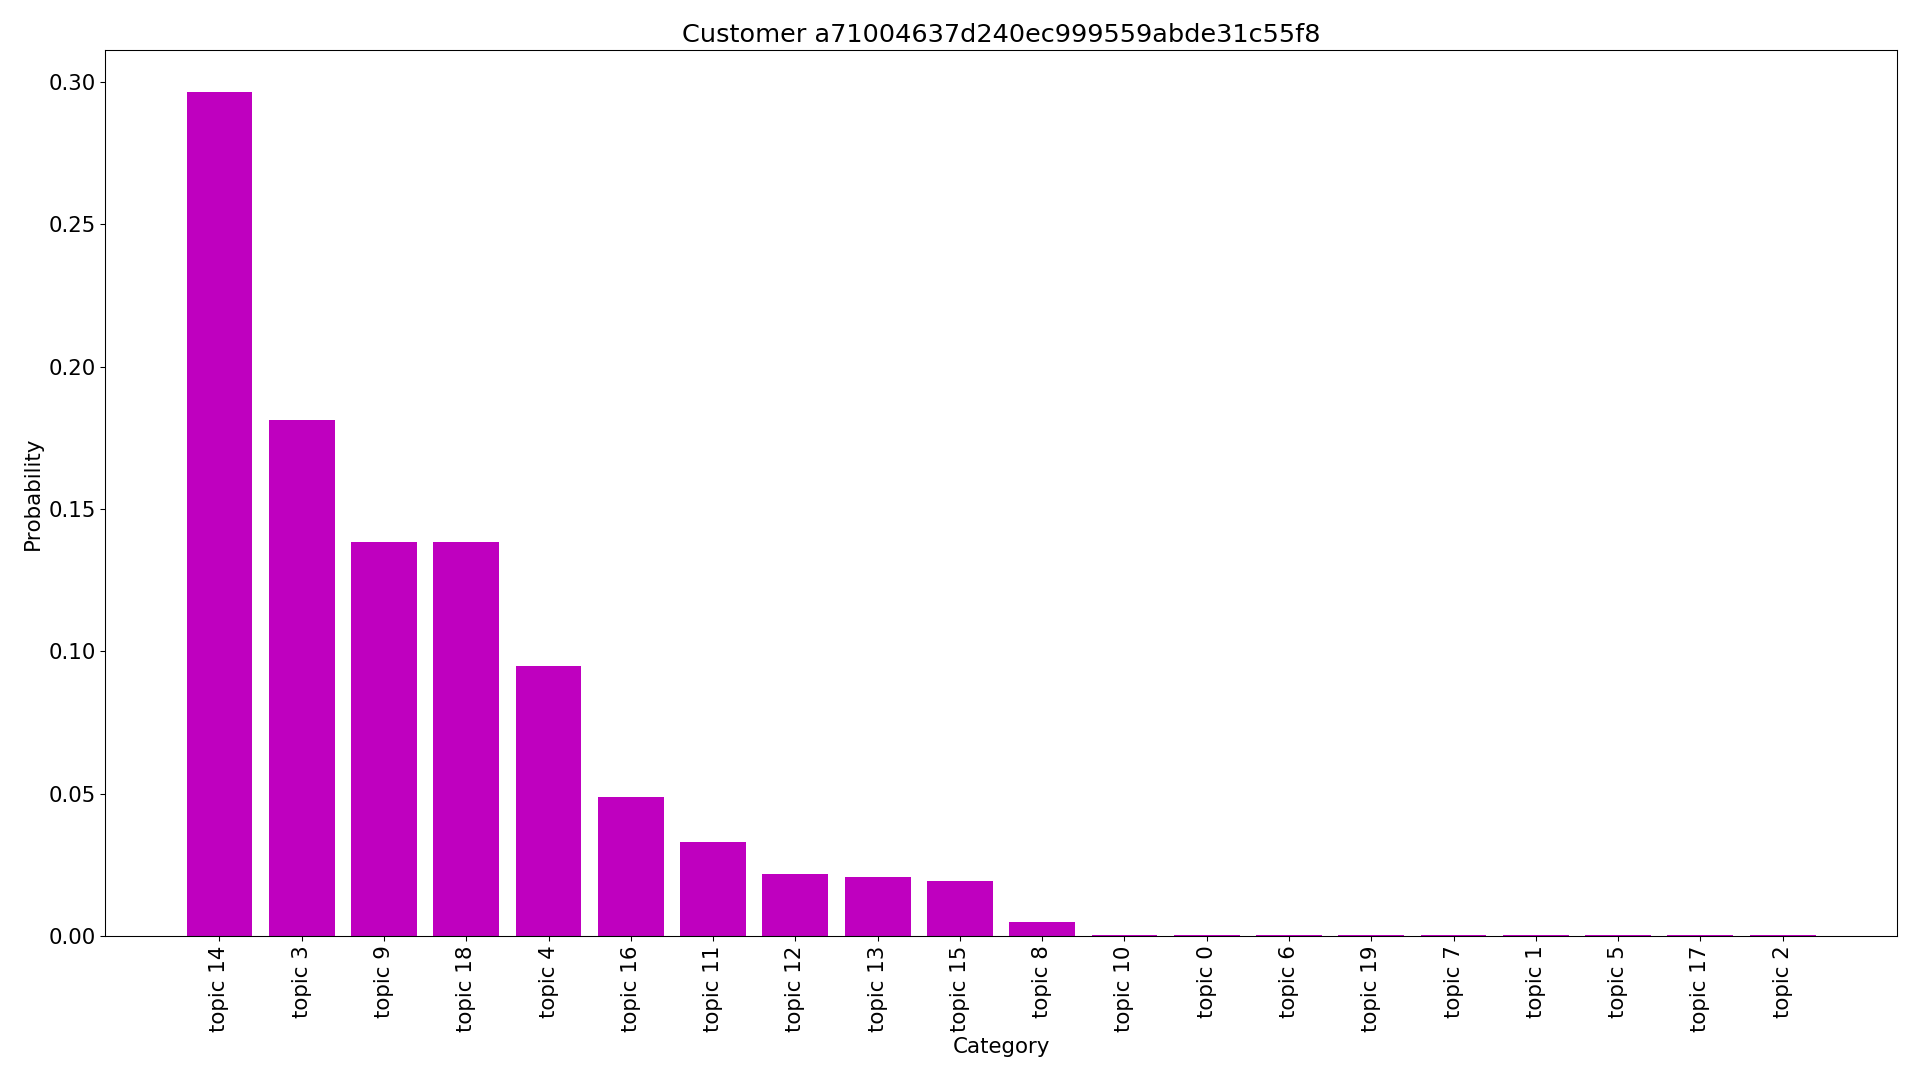 Customer a71004637d240ec999559abde31c55f8
Probability
0.30
0.25
0.20
0.15
0.10
0.05
0.00
topic 14
topic 3
topic 9
topic 18
topic 4
topic 16
topic 11
topic 12
topic 13
topic 15
topic 8
topic 10
topic 0
topic 6
topic 19
topic 7
topic 1
topic 5
topic 17
topic 2
Category